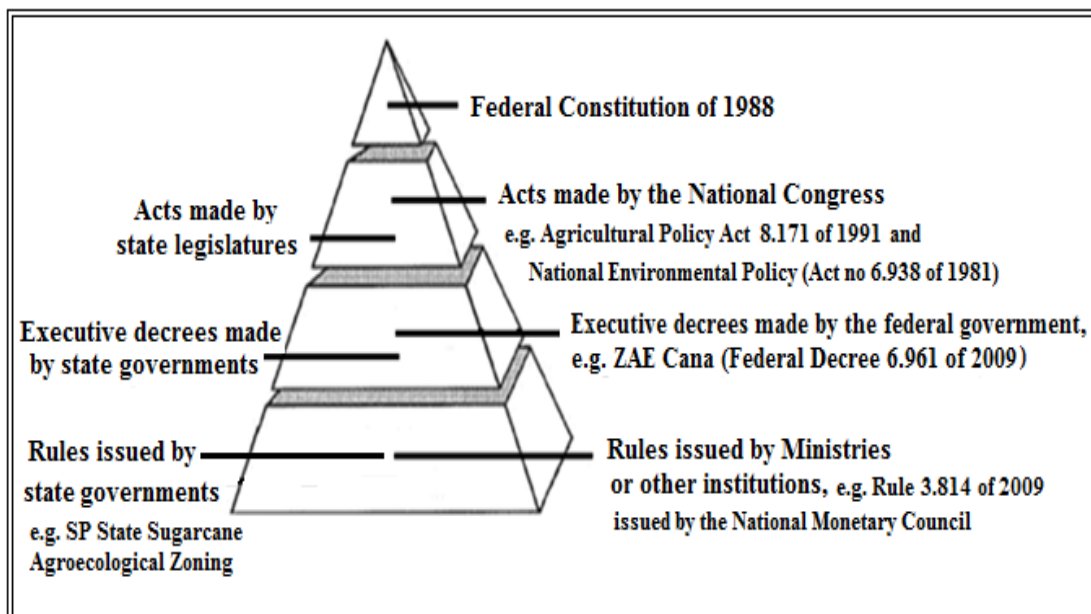 Federal Constitution of 1988
Acts made by the National Congress
e.g. Agricultural Policy Act 8.171 of 1991 and
National Environmental Policy (Act no 6.938 of 1981)
Acts made by
state legislatures
Executive decrees made by the federal government,
e.g. ZAE Cana (Federal Decree 6.961 of 2009)
Executive decrees made
by state governments
Rules issued by Ministries
or other institutions, e.g. Rule 3.814 of 2009
issued by the National Monetary Council
Rules issued by
state governments
e.g. SP State Sugarcane
Agroecological Zoning